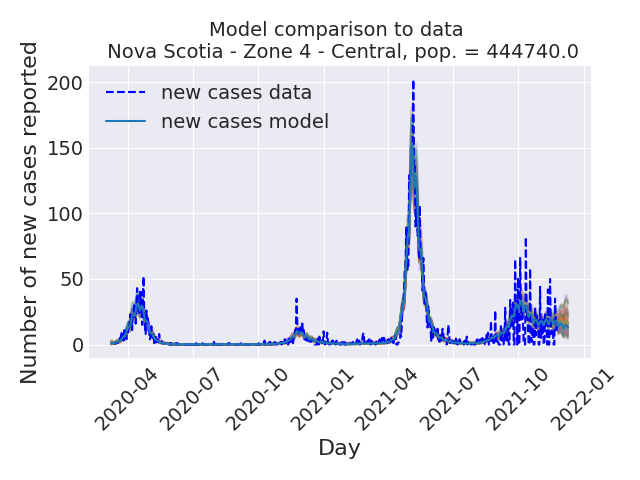 Model comparison to data
Nova Scotia - Zone 4 - Central, pop. = 444740.0
Number of new cases reported
200
150
100
50
0
new cases data
new cases model
2020-04
2020-07
2020-10
2021-01
2021-04
2021-07
2021-10
2022-01
Day